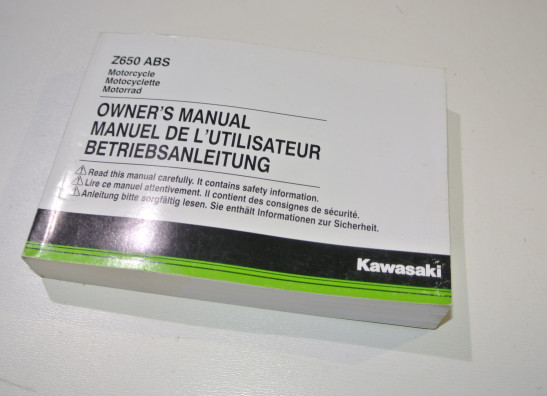 Z650 ABS
Motorcycle
Motocyclette
Motorrad
OWNER'S MANUAL
MANUEL DE L'UTILISATEUR
BETRIEBSANLEITUNG
Read this manual carefully. It contains safety information.
Lire ce manuel attentivement. Il contient des consignes de sécurité.
Anleitung bitte sorgfältig lesen. Sie enthält Informationen zur Sicherheit.
Kawasaki